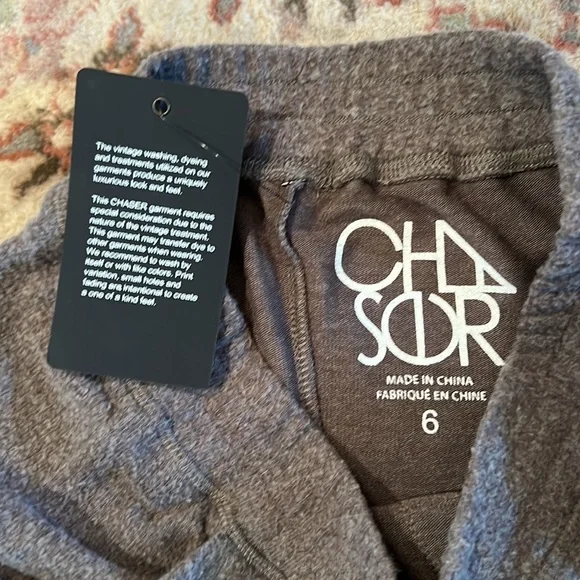 The vintage washing, dyeing
and treatments utilized on our
garments produce a uniquely
luxurious look and feel.
This CHASER garment requires
special consideration due to the
nature of the vintage treatment.
This garment may transfer dye to
other garments when wearing.
We recommend to wash by
itself or with like colors. Print
variation, small holes and
fading are intentional to create
a one of a kind feel.
CHA
SER
MADE IN CHINA
FABRIQUÉ EN CHINE
6